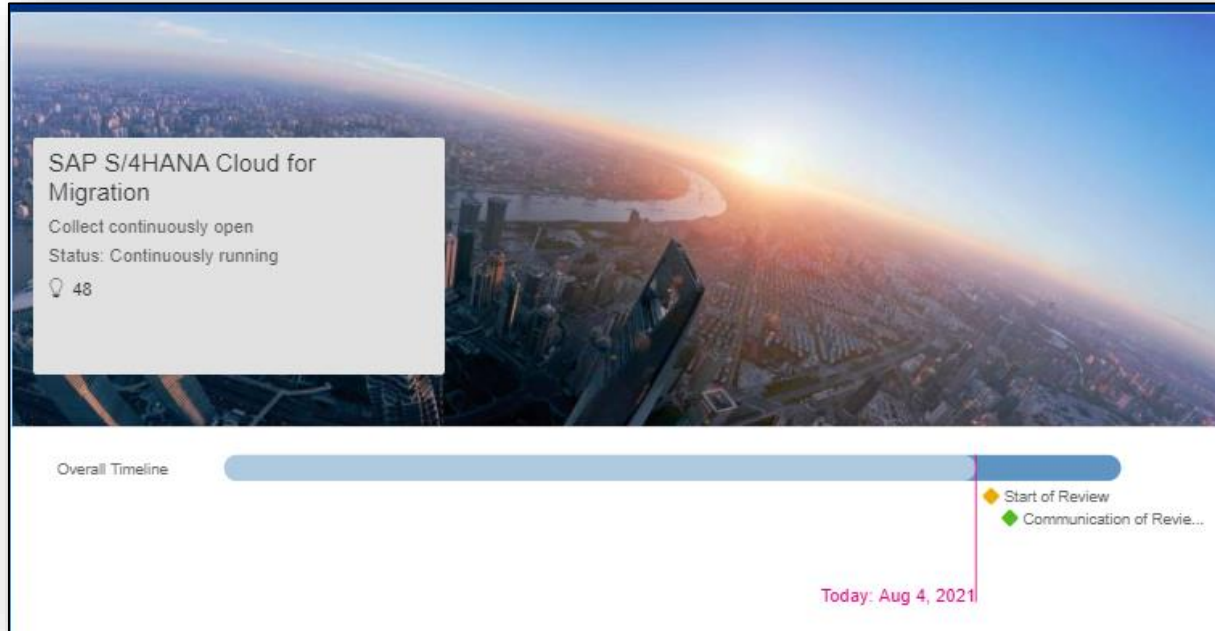 SAP S/4HANA Cloud for
Migration
Collect continuously open
Status: Continuously running
48
Overall Timeline
Start of Review
Communication of Revie...
Today: Aug 4, 2021